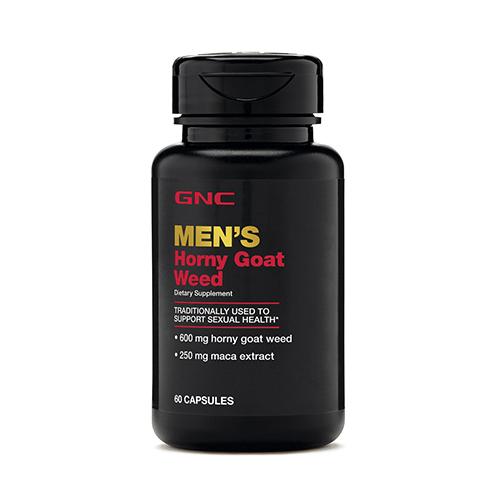 GNC
MEN'S
Horny Goat
Weed
Dietary Supplement
TRADITIONALLY USED TO
SUPPORT SEXUAL HEALTH*
• 600 mg horny goat weed
• 250 mg maca extract
60 CAPSULES